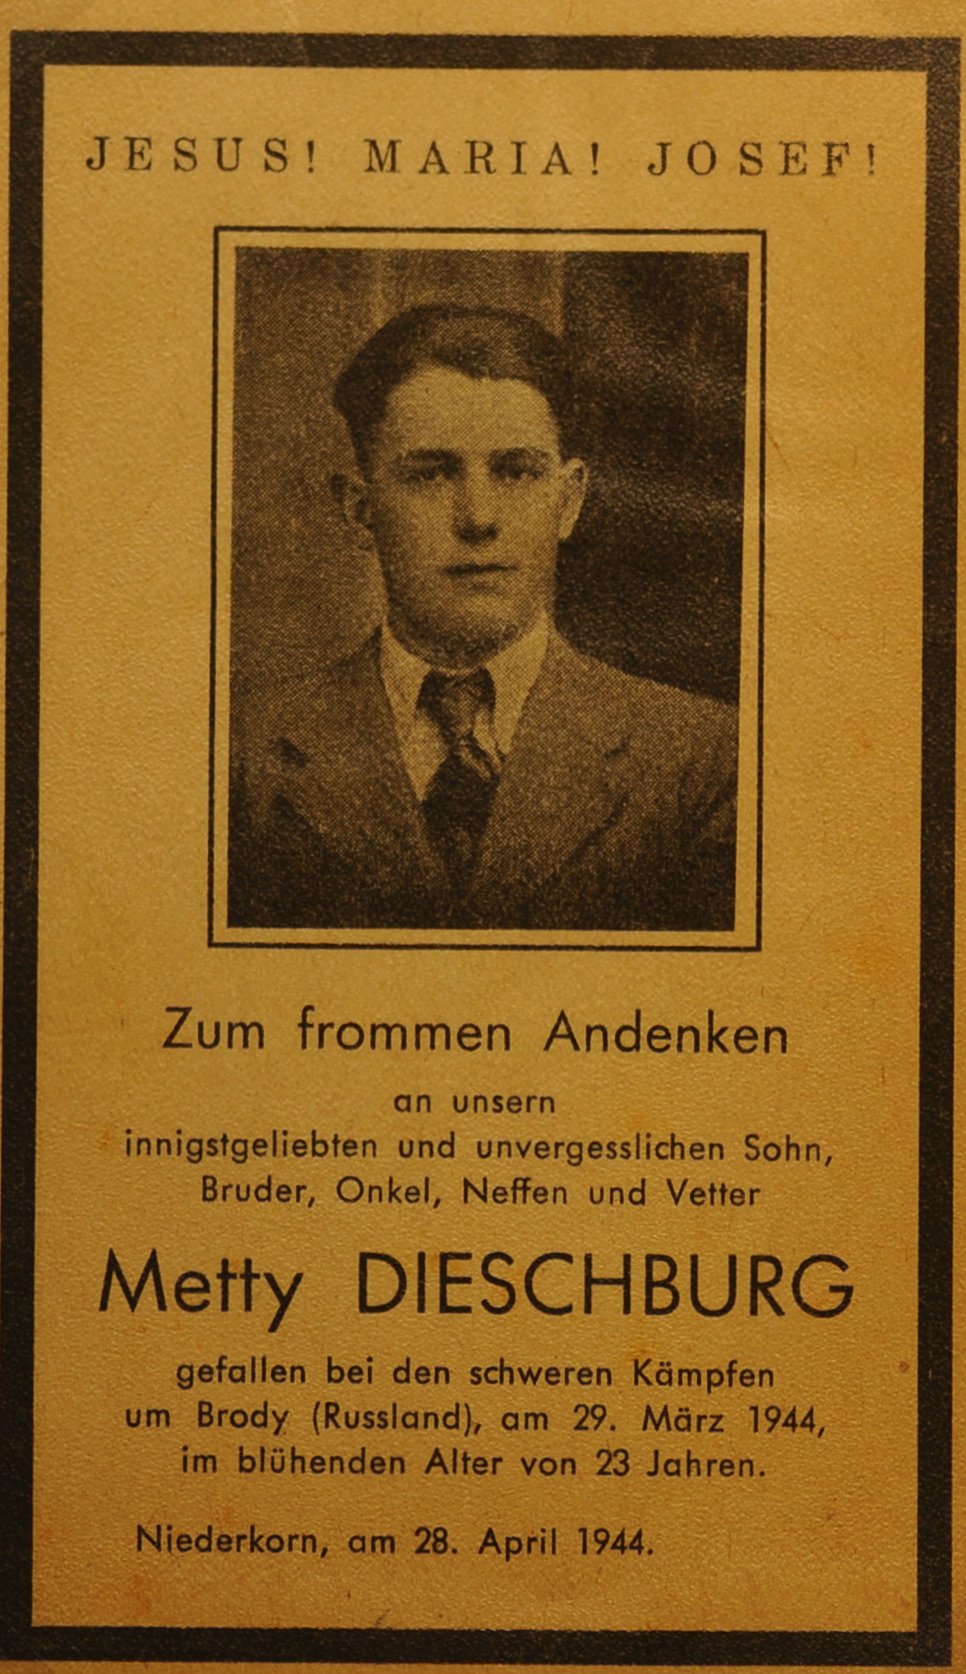 JESUS! MARIA! JOSEF!
Zum frommen Andenken
an unsern
innigstgeliebten und unvergesslichen Sohn,
Bruder, Onkel, Neffen und Vetter
Metty DIESCHBURG
gefallen bei den schweren Kämpfen
um Brody (Russland), am 29. März 1944,
im blühenden Alter von 23 Jahren.
Niederkorn, am 28. April 1944.